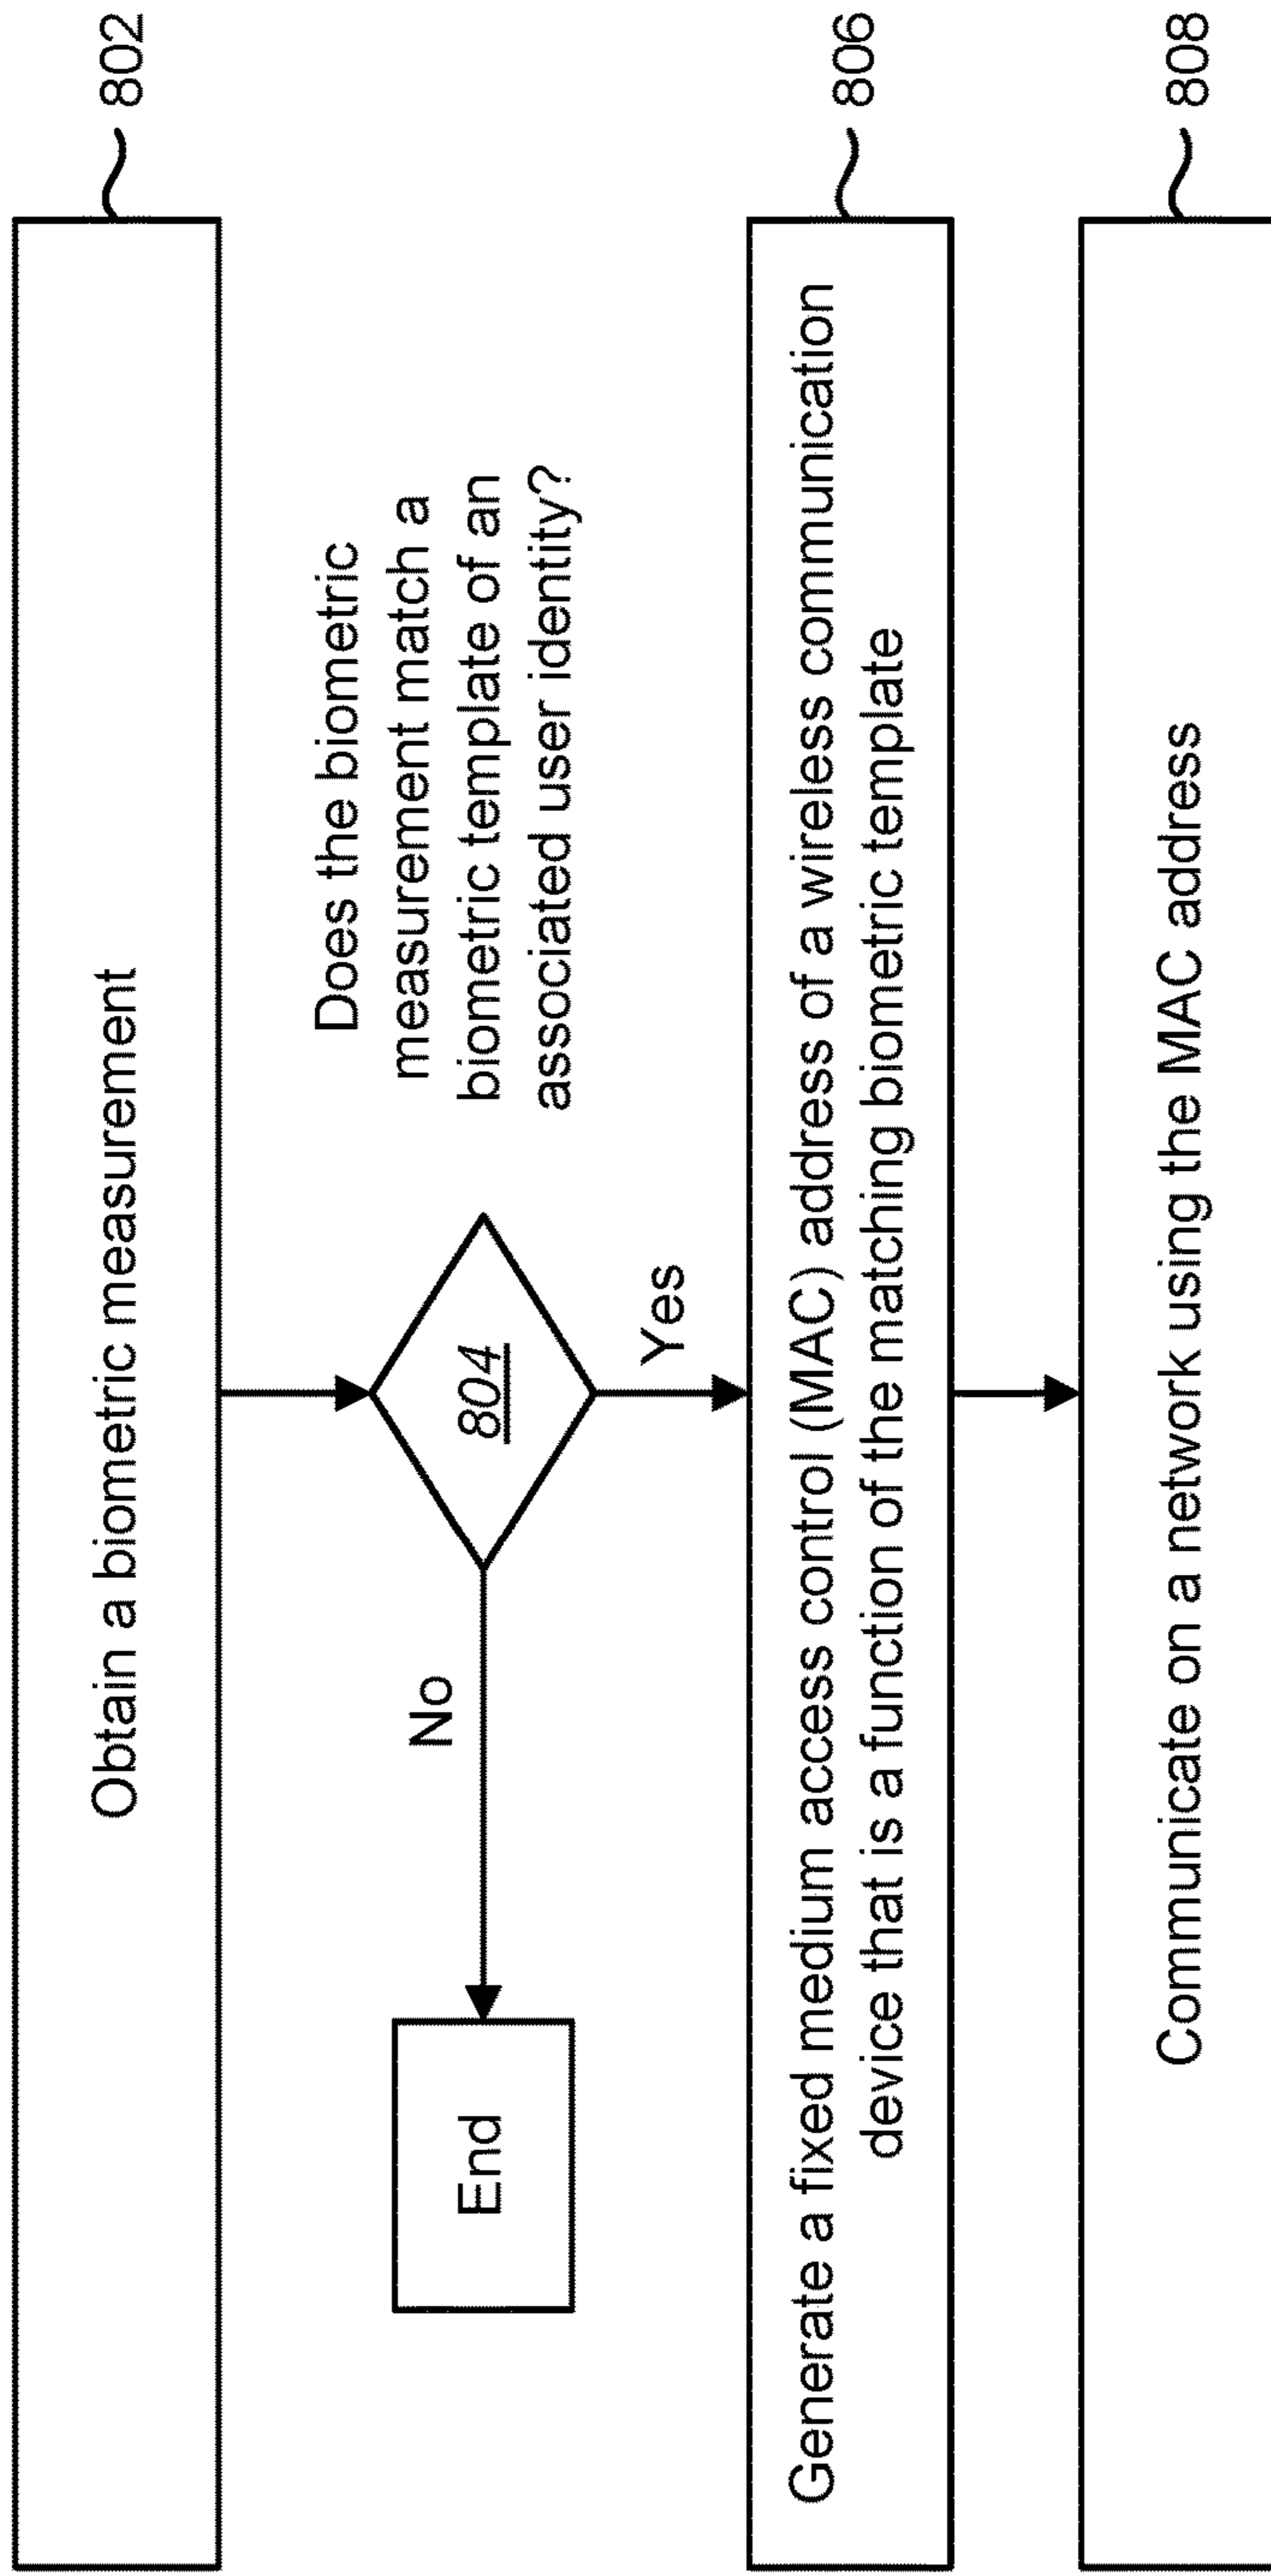 Obtain a biometric measurement
802
Does the biometric
measurement match a
biometric template of an
associated user identity?
804
No
End
Yes
Generate a fixed medium access control (MAC) address of a wireless communication
device that is a function of the matching biometric template
806
Communicate on a network using the MAC address
808